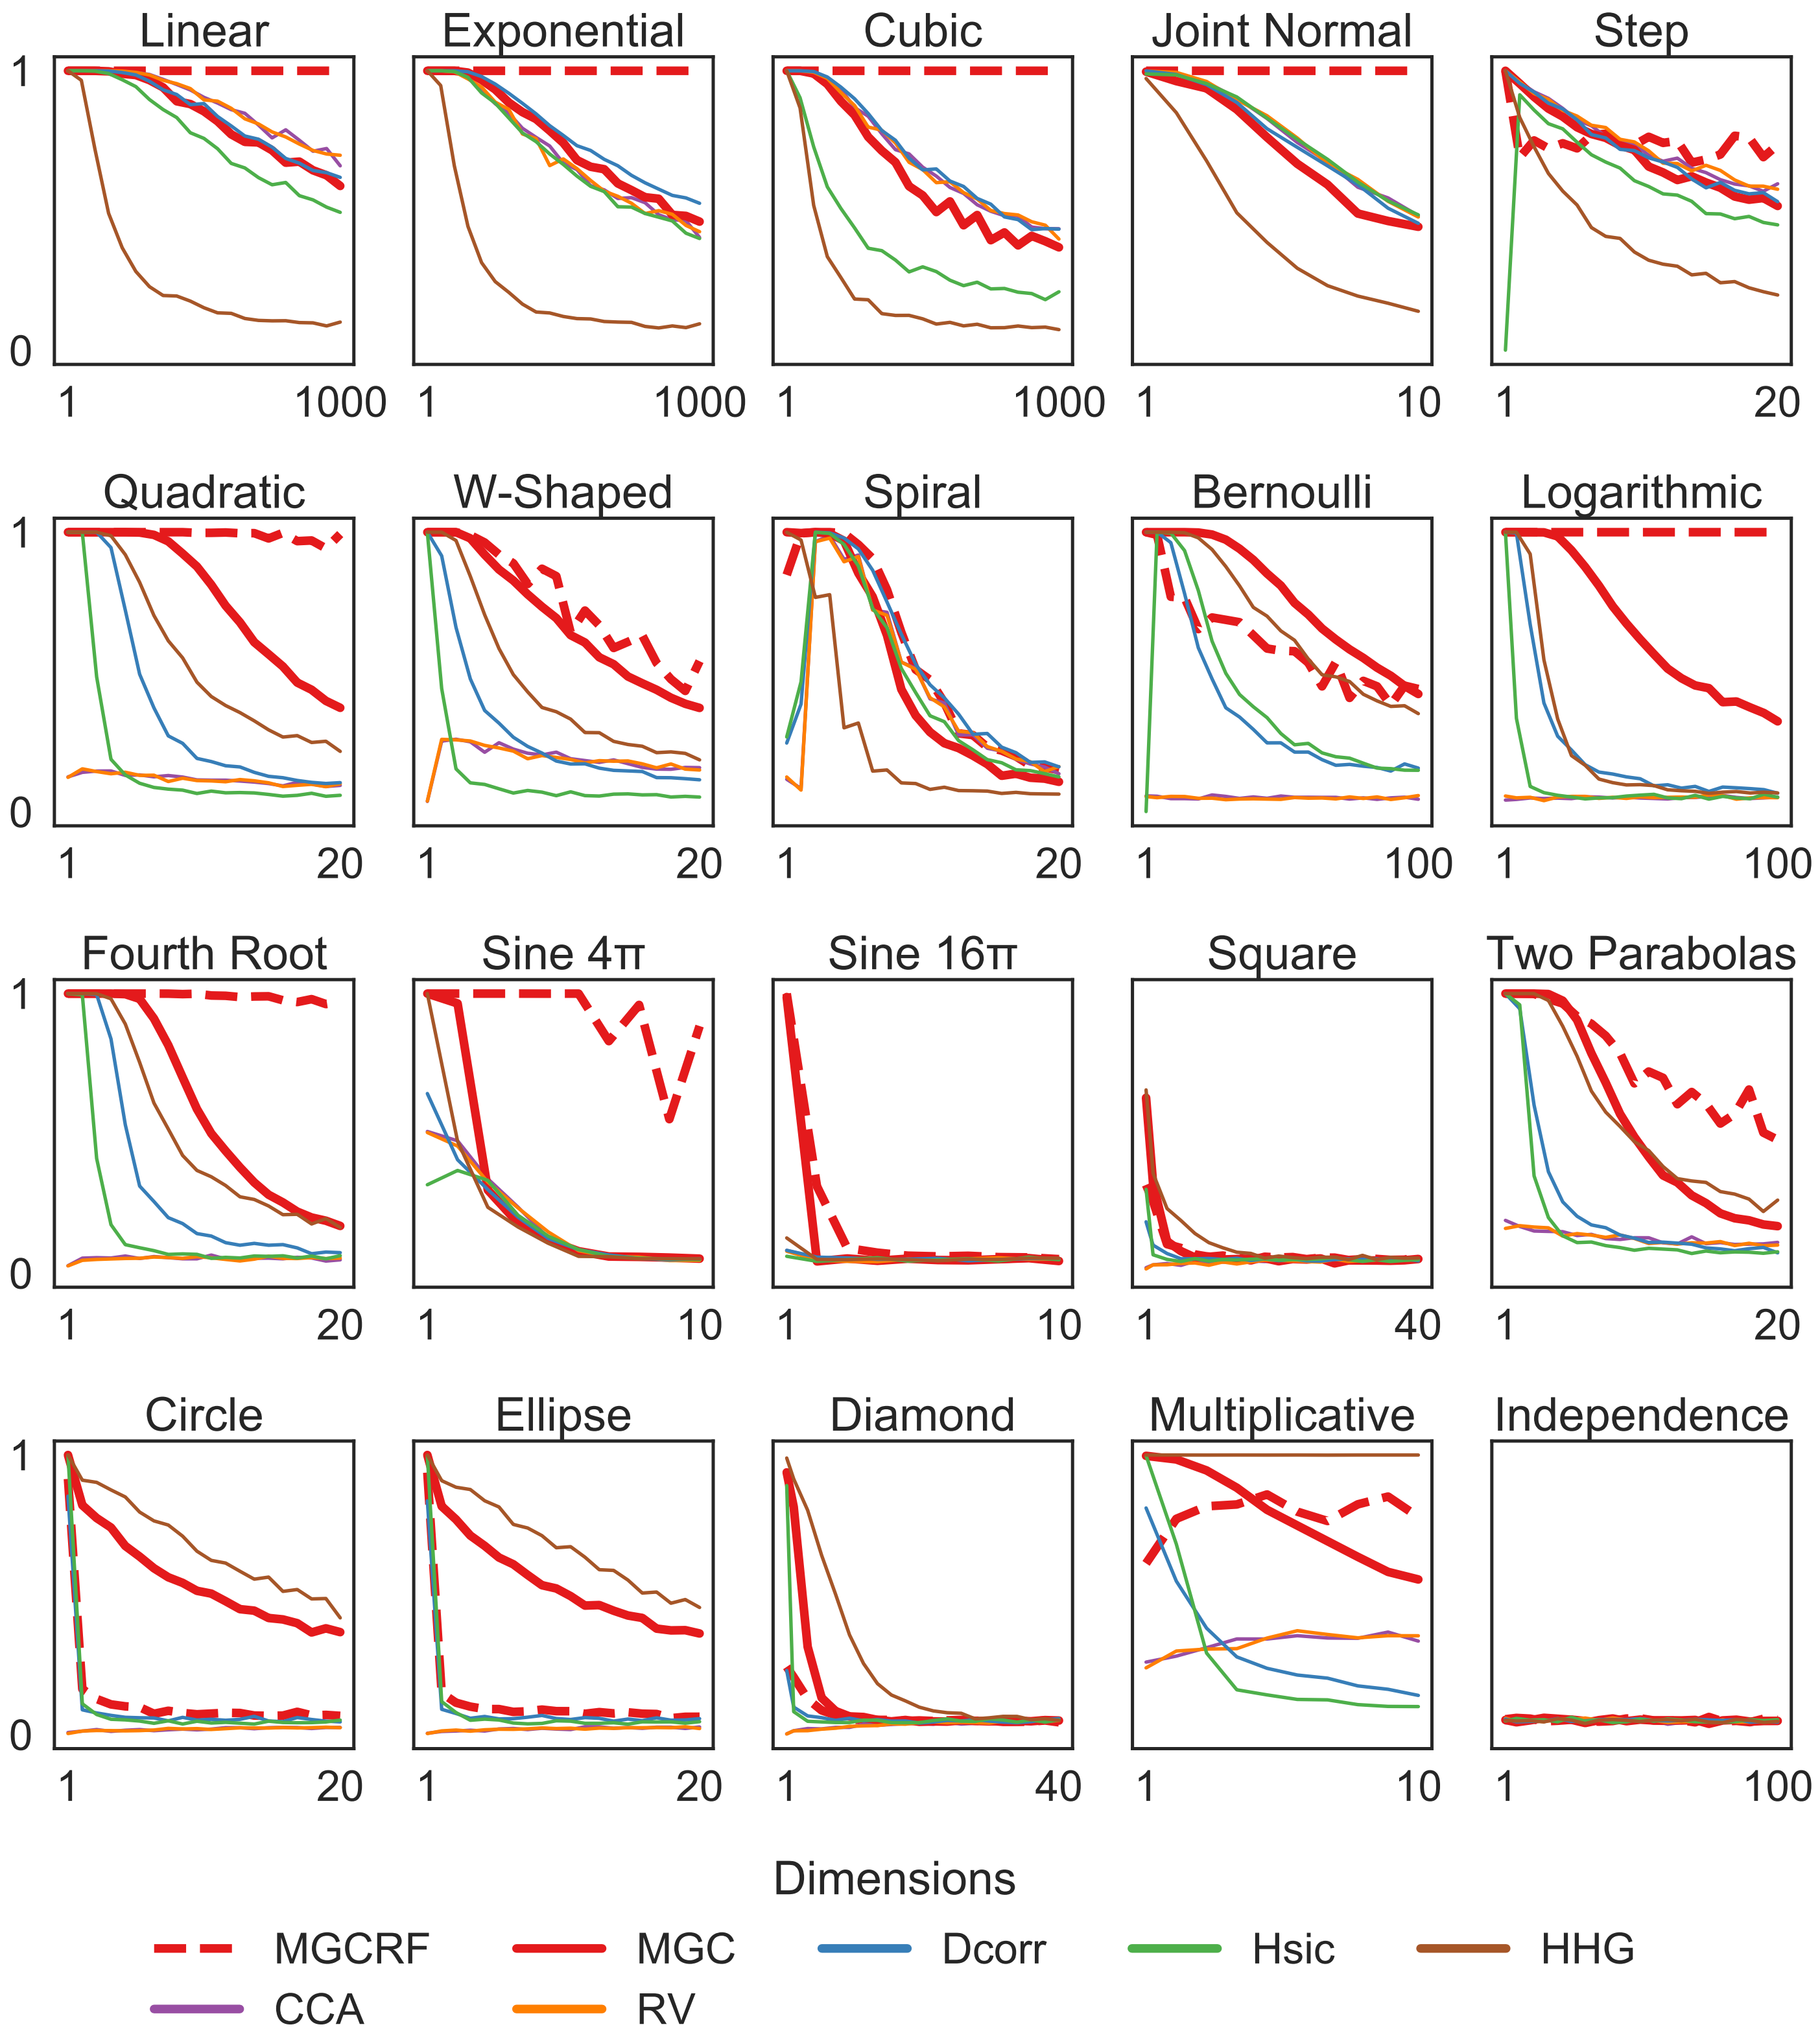 Linear Exponential Cubic Joint Normal Step
1
0
1 1000 1 1000 1 1000 1 10 1 20
Quadratic W-Shaped Spiral Bernoulli Logarithmic
1
0
1 20 1 20 1 20 1 100 1 100
Fourth Root Sine 4π Sine 16π Square Two Parabolas
1
0
1 20 1 10 1 10 1 40 1 20
Circle Ellipse Diamond Multiplicative Independence
1
0
1 20 1 20 1 40 1 10 1 100
Dimensions
MGCRF MGC Dcorr Hsic HHG
CCA RV